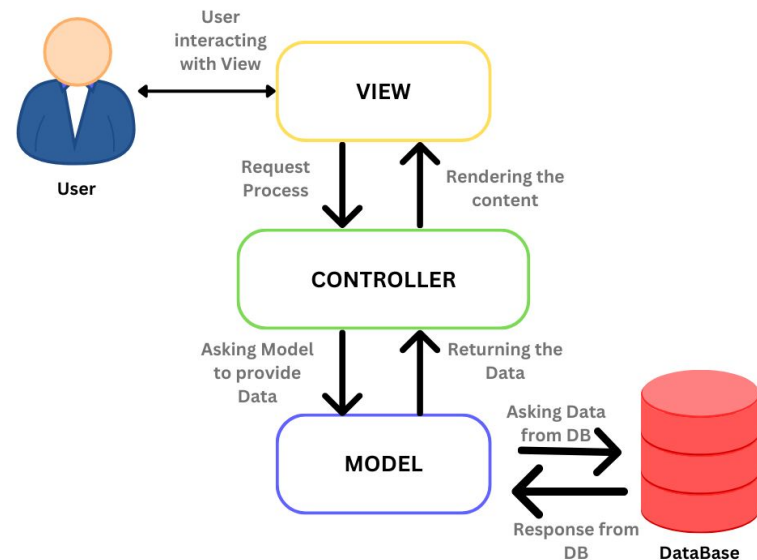 User
interacting
with View
VIEW
User
Request
Process
Rendering the
content
CONTROLLER
Asking Model
to provide
Data
Returning the
Data
Asking Data
from DB
MODEL
Response from
DB
DataBase